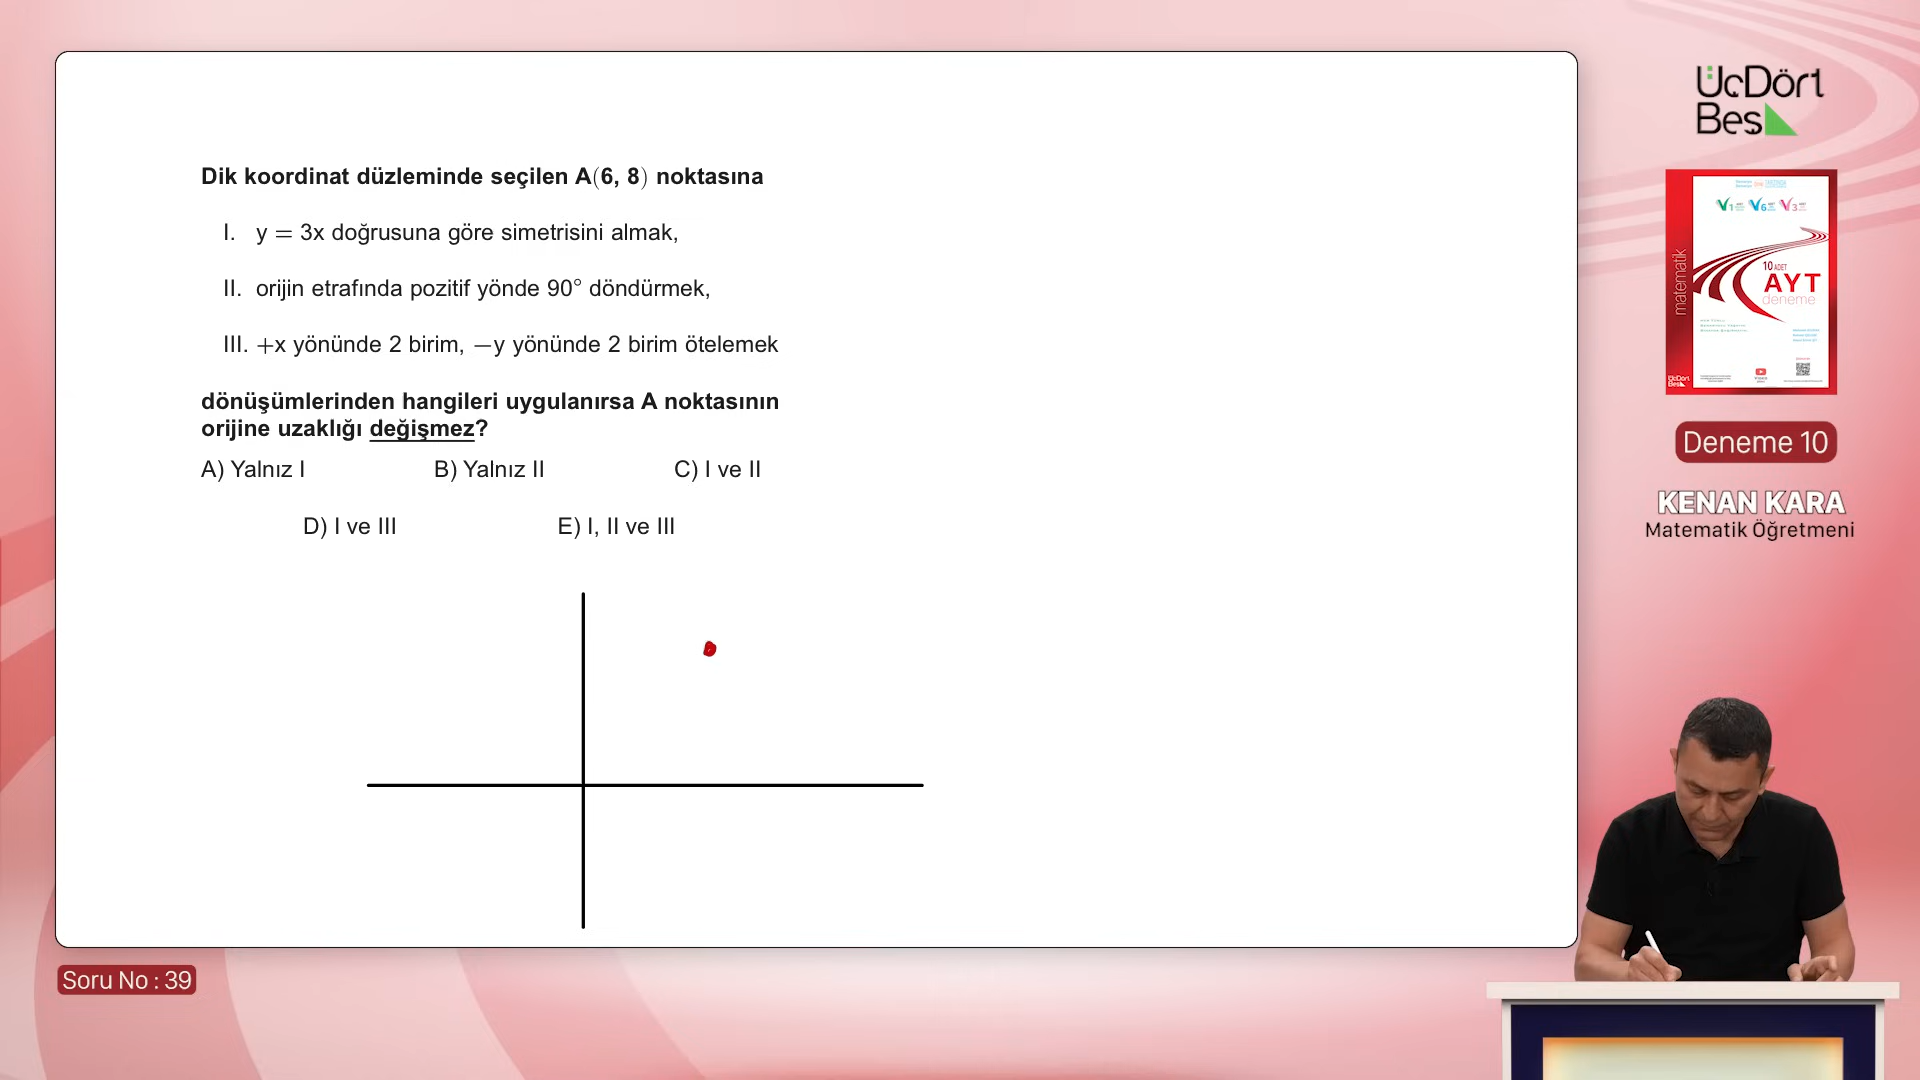 Dik koordinat düzleminde seçilen A(6, 8) noktasına
I. y = 3x doğrusuna göre simetrisini almak,
II. orijin etrafında pozitif yönde 90° döndürmek,
III. +x yönünde 2 birim, −y yönünde 2 birim ötelemek
dönüşümlerinden hangileri uygulanırsa A noktasının
orijine uzaklığı değişmez?
A) Yalnız I B) Yalnız II C) I ve II
D) I ve III E) I, II ve III
Soru No : 39
ÜçDört
Beş
matematik
10 ADET
AYT
deneme
ÜçDört
Beş
Deneme 10
KENAN KARA
Matematik Öğretmeni